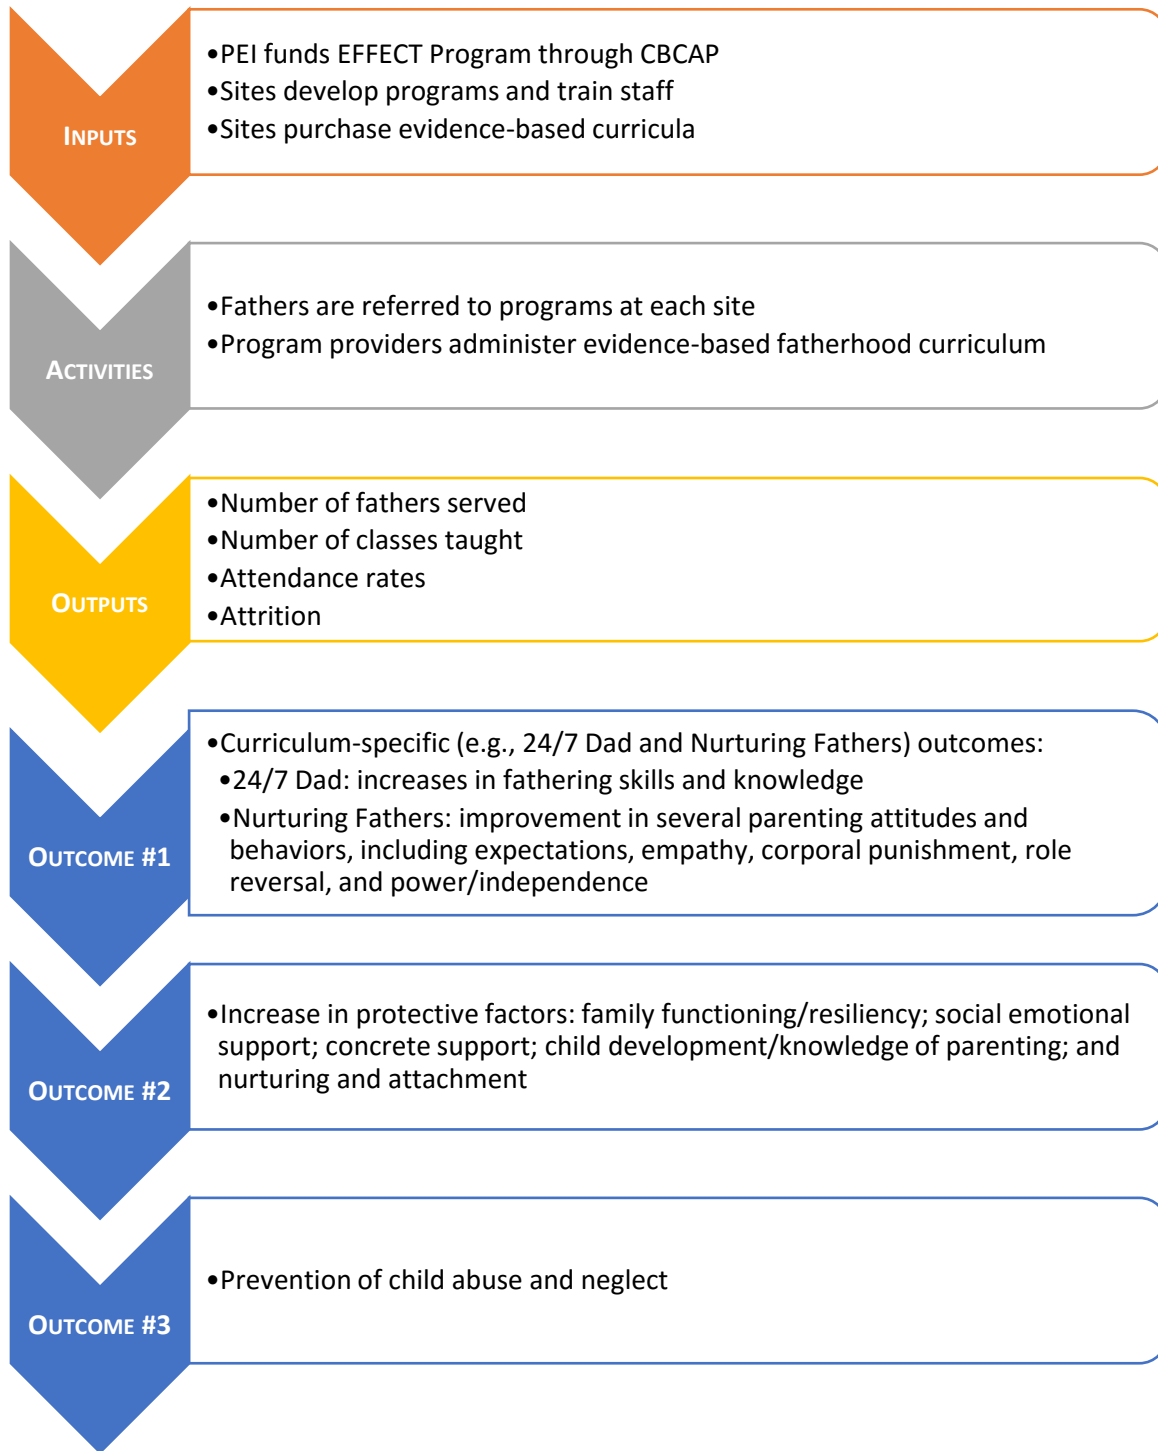 INPUTS
•PEI funds EFFECT Program through CBCAP
•Sites develop programs and train staff
•Sites purchase evidence-based curricula
ACTIVITIES
•Fathers are referred to programs at each site
•Program providers administer evidence-based fatherhood curriculum
OUTPUTS
•Number of fathers served
•Number of classes taught
•Attendance rates
•Attrition
OUTCOME #1
•Curriculum-specific (e.g., 24/7 Dad and Nurturing Fathers) outcomes:
•24/7 Dad: increases in fathering skills and knowledge
•Nurturing Fathers: improvement in several parenting attitudes and
behaviors, including expectations, empathy, corporal punishment, role
reversal, and power/independence
OUTCOME #2
•Increase in protective factors: family functioning/resiliency; social emotional
support; concrete support; child development/knowledge of parenting; and
nurturing and attachment
OUTCOME #3
•Prevention of child abuse and neglect